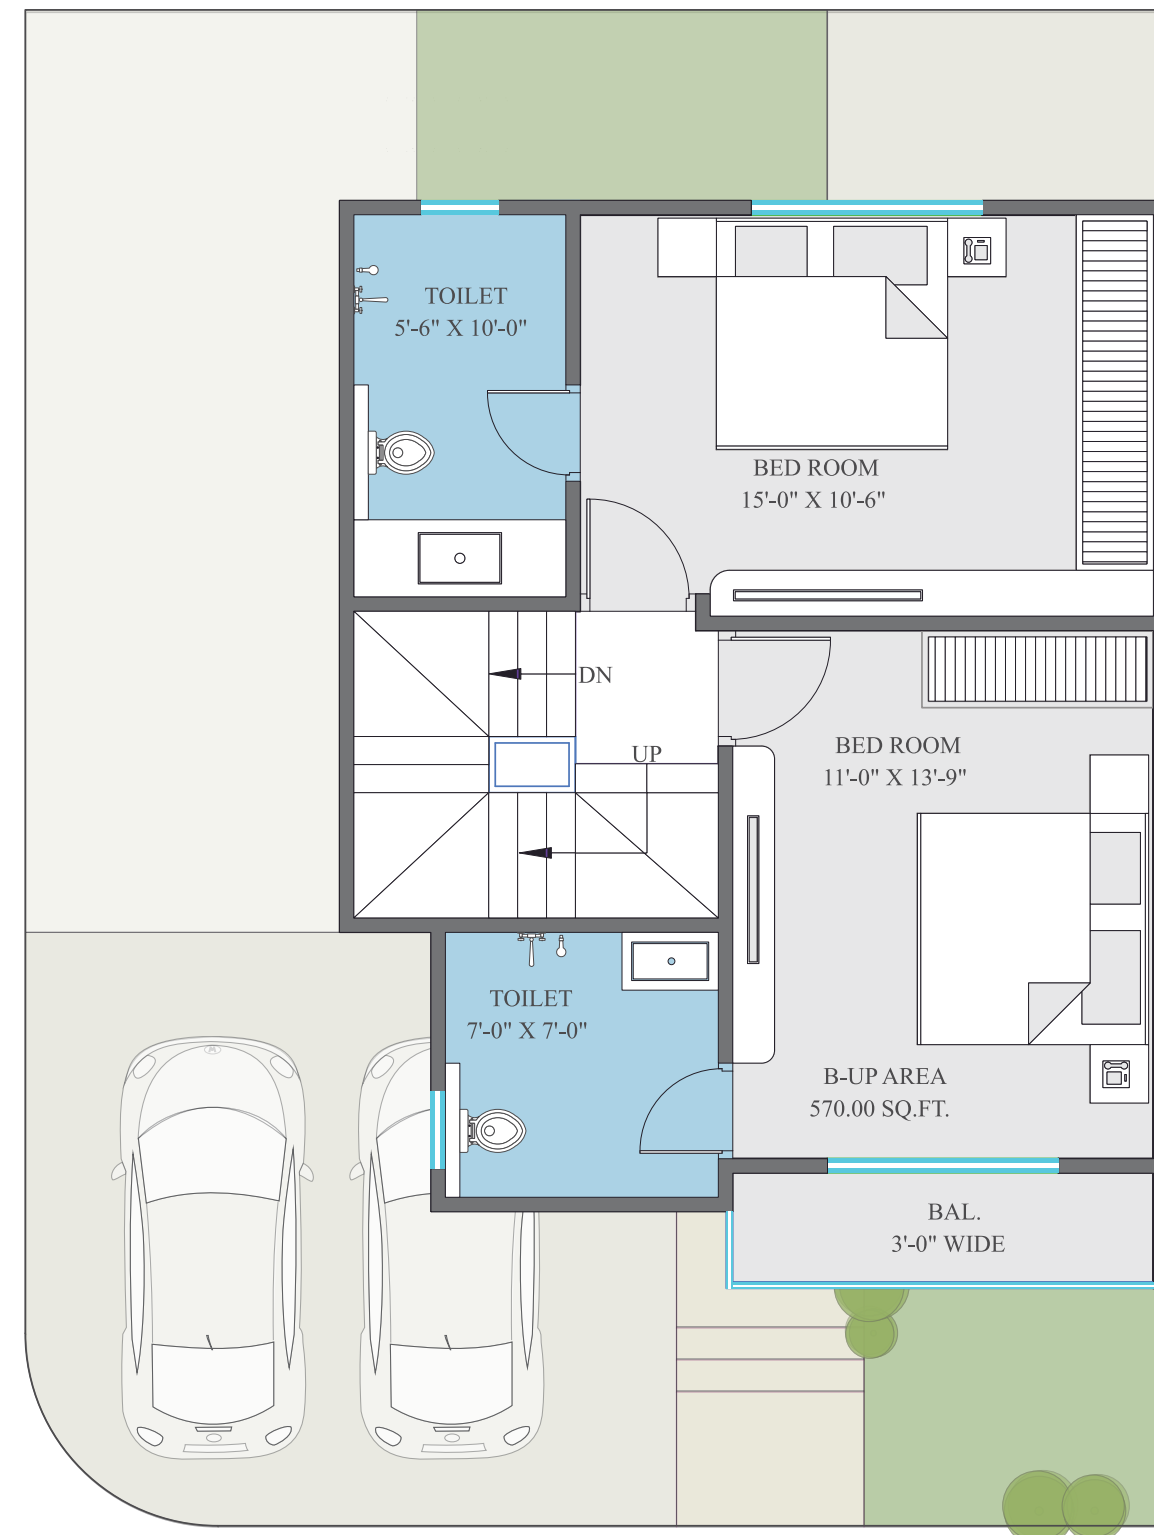 TOILET
5'-6" X 10'-0"
BED ROOM
15'-0" X 10'-6"
DN
UP
BED ROOM
11'-0" X 13'-9"
TOILET
7'-0" X 7'-0"
B-UP AREA
570.00 SQ.FT.
BAL.
3'-0" WIDE